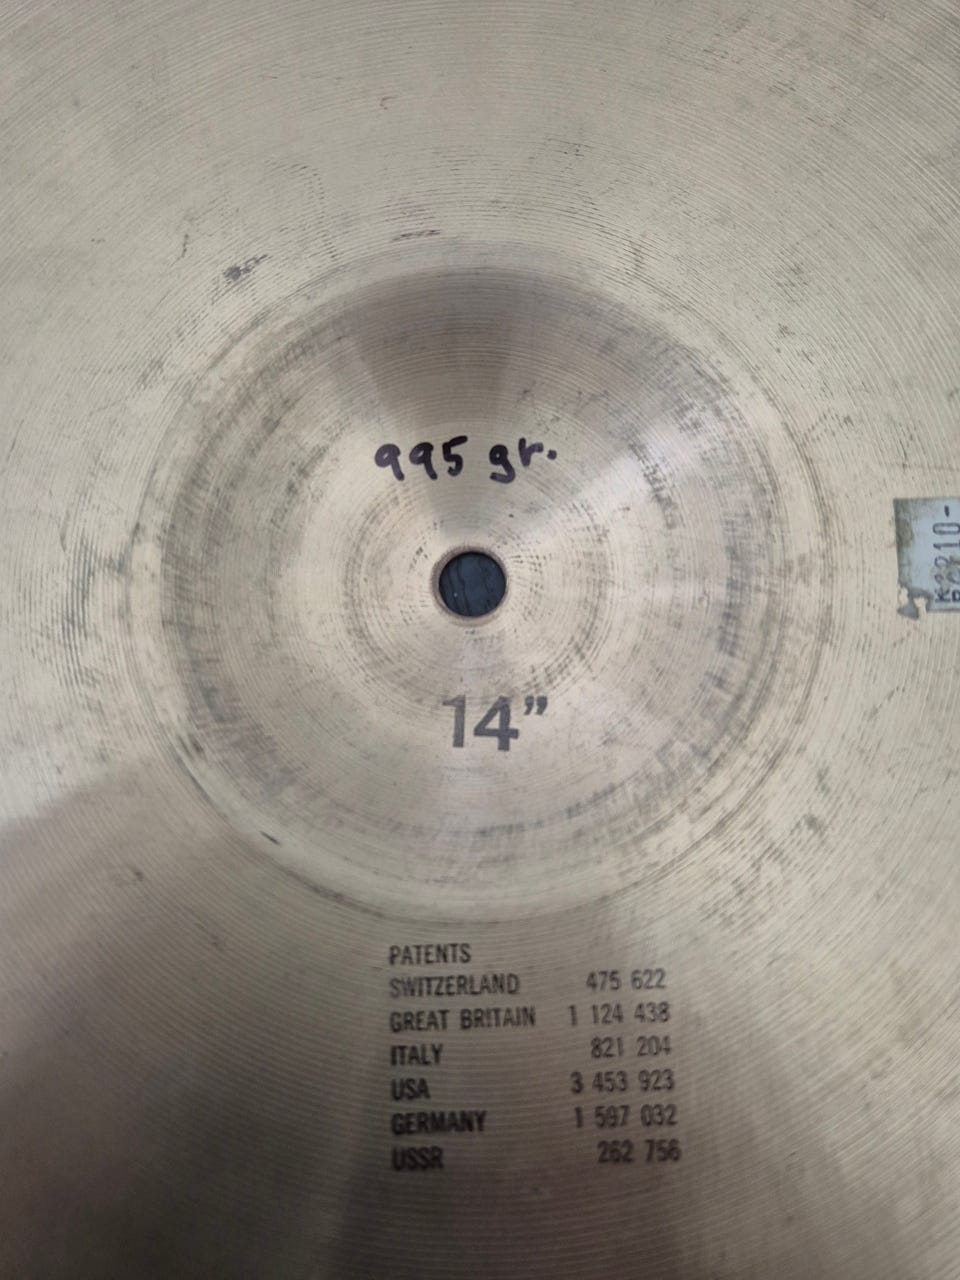 995 gr.
14”
PATENTS
SWITZERLAND 475 622
GREAT BRITAIN 1 124 438
ITALY 821 204
USA 3 453 923
GERMANY 1 597 032
USSR 262 756